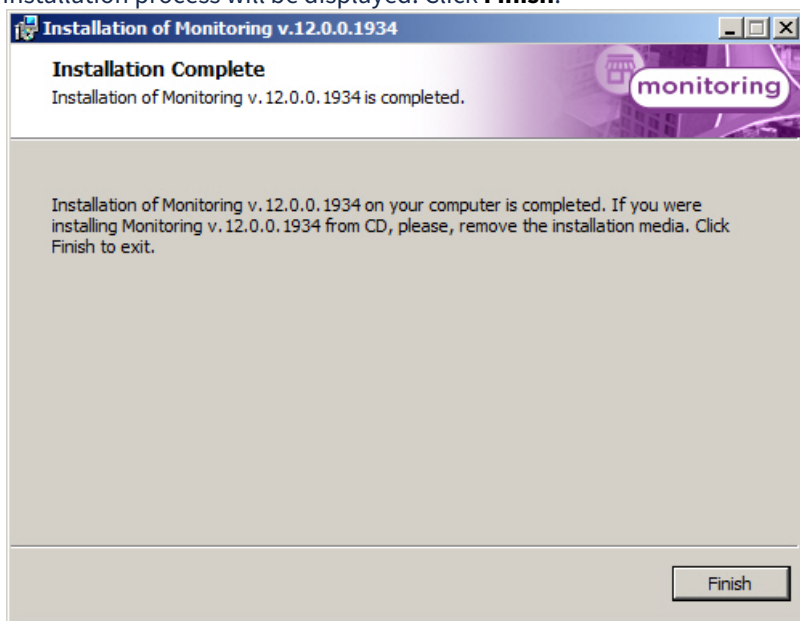 installation process will be displayed. Click Finish.
Installation of Monitoring v.12.0.0.1934
Installation Complete
Installation of Monitoring v.12.0.0.1934 is completed.
monitoring
Installation of Monitoring v.12.0.0.1934 on your computer is completed. If you were
installing Monitoring v.12.0.0.1934 from CD, please, remove the installation media. Click
Finish to exit.
Finish